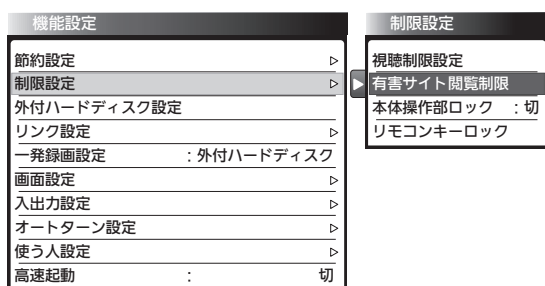 機能設定
節約設定
制限設定
外付ハードディスク設定
リンク設定
一発録画設定 :外付ハードディスク
画面設定
入出力設定
オートターン設定
使う人設定
高速起動 : 切
制限設定
視聴制限設定
有害サイト閲覧制限
本体操作部ロック :切
リモコンキーロック